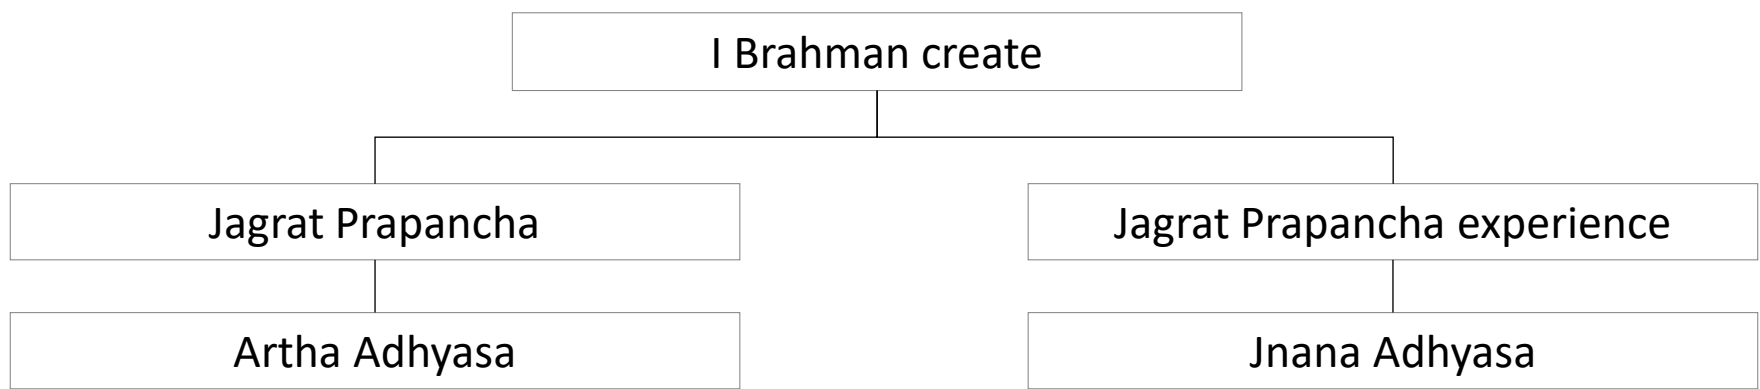 I Brahman create
Jagrat Prapancha
Jagrat Prapancha experience
Artha Adhyasa
Jnana Adhyasa